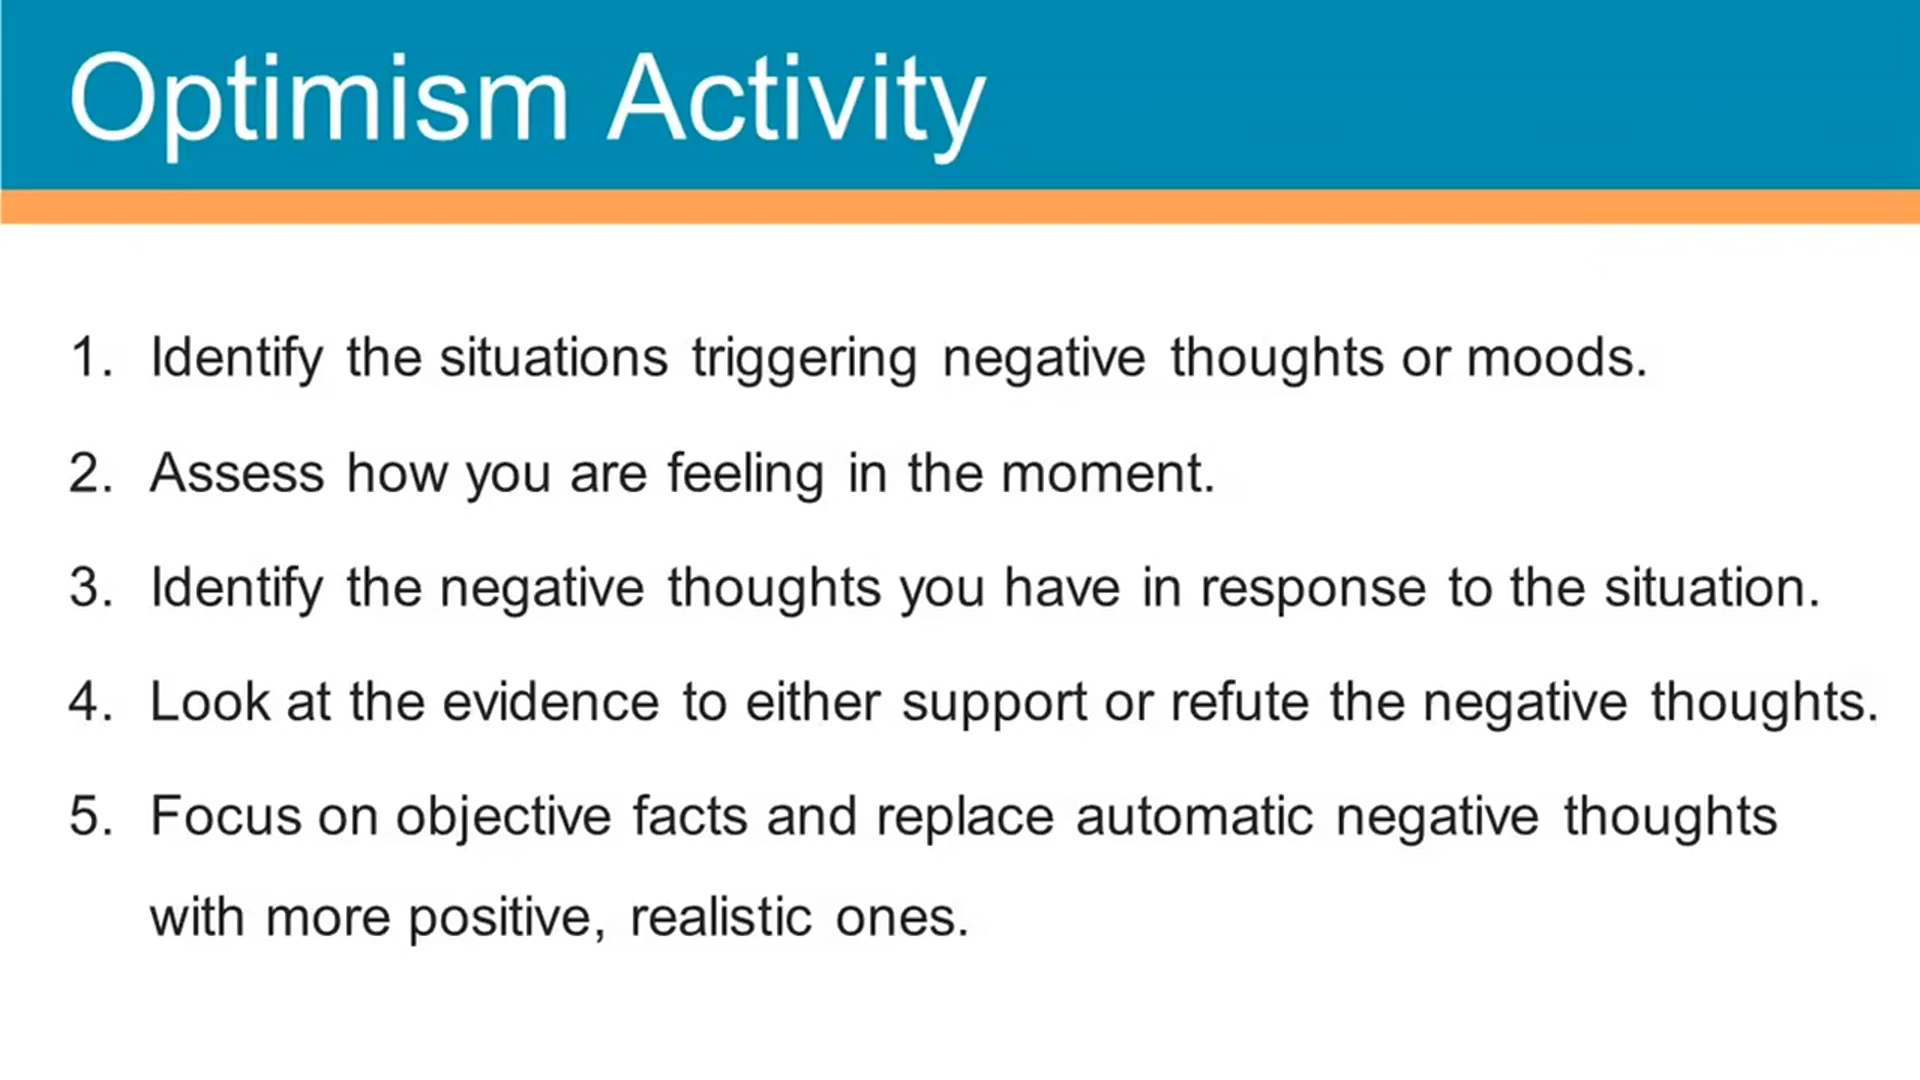 Optimism Activity
1. Identify the situations triggering negative thoughts or moods.
2. Assess how you are feeling in the moment.
3. Identify the negative thoughts you have in response to the situation.
4. Look at the evidence to either support or refute the negative thoughts.
5. Focus on objective facts and replace automatic negative thoughts
with more positive, realistic ones.